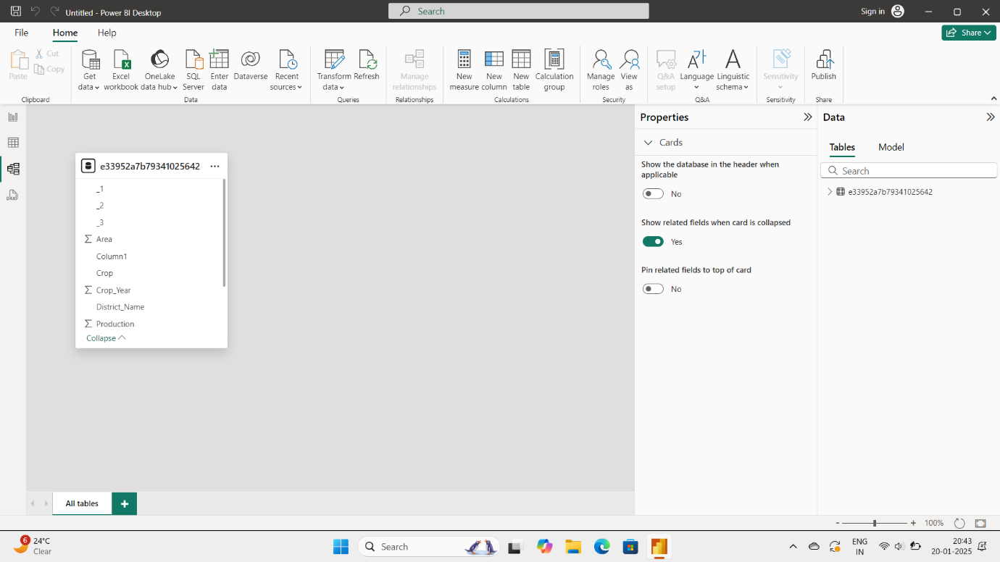 Untitled - Power BI Desktop
Search
Sign in
File
Home
Help
Share
Paste
Cut
Copy
Clipboard
Get data
Excel workbook
OneLake data hub
SQL Server
Enter data
Dataverse
Recent sources
Data
Transform data
Refresh
Queries
Manage relationships
Relationships
New measure
New column
New table
Calculation group
Calculations
Manage roles
View as
Security
Q&A setup
Language
Linguistic schema
Q&A
Sensitivity
Sensitivity
Publish
Share
DAX
e33952a7b79341025642
_1
_2
_3
Area
Column1
Crop
Crop_Year
District_Name
Production
Collapse
Properties
Cards
Show the database in the header when
applicable
No
Show related fields when card is collapsed
Yes
Pin related fields to top of card
No
Data
Tables
Model
Search
e33952a7b79341025642
All tables
- + 100%
6
24°C
Clear
Search
ENG
IN
20:43
20-01-2025